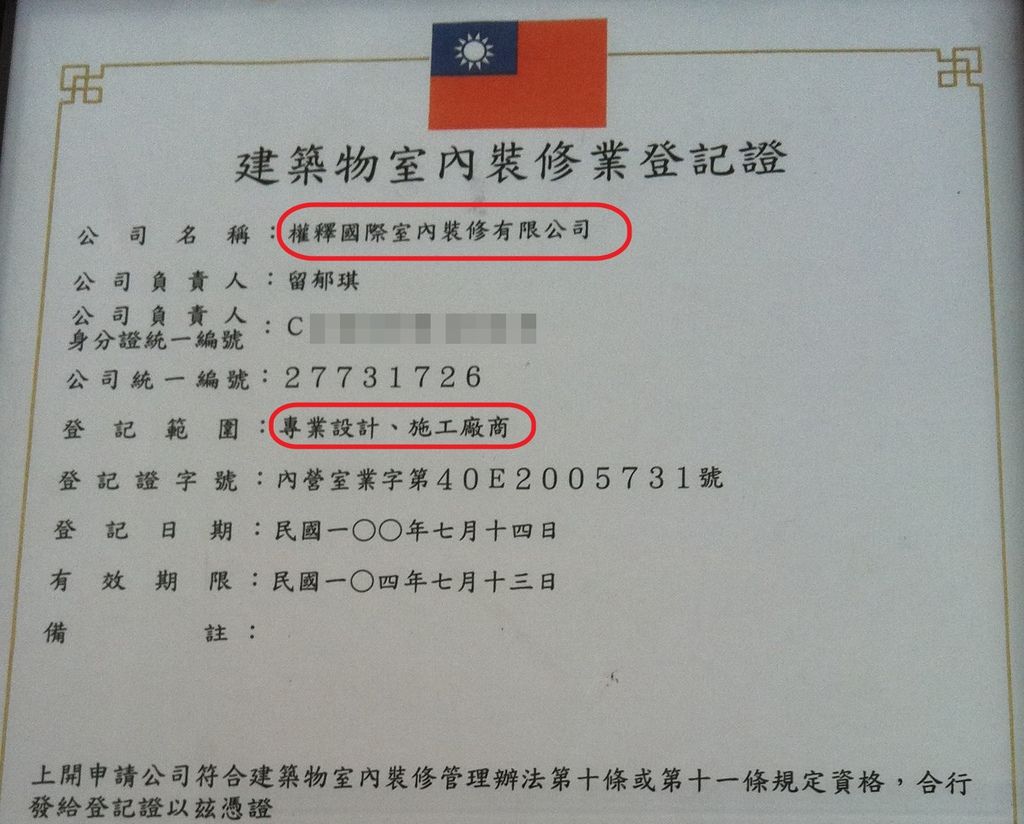 建築物室內裝修業登記證
公司名稱：權釋國際室內裝修有限公司
公司負責人：留郁琪
公司負責人
身分證統一編號：C
公司統一編號：27731726
登記範圍：專業設計、施工廠商
登記證字號：內營室業字第40E2005731號
登記日期：民國一〇〇年七月十四日
有效期限：民國一〇四年七月十三日
備註：
上開申請公司符合建築物室內裝修管理辦法第十條或第十一條規定資格，合行
發給登記證以茲憑證